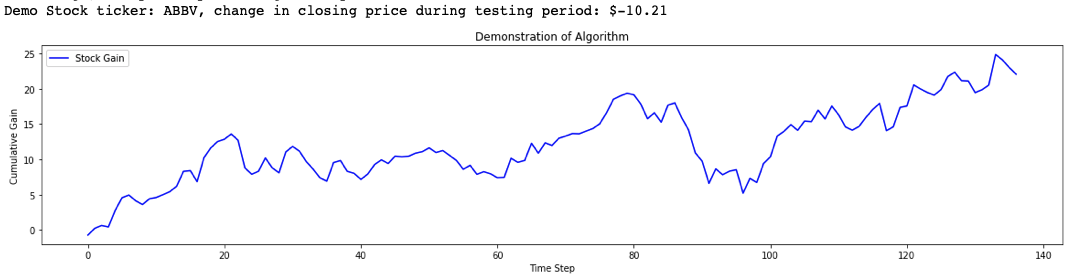 Demo Stock ticker: ABBV, change in closing price during testing period: $-10.21
Demonstration of Algorithm
Stock Gain
Cumulative Gain
25
20
15
10
5
0
0 20 40 60 80 100 120 140
Time Step